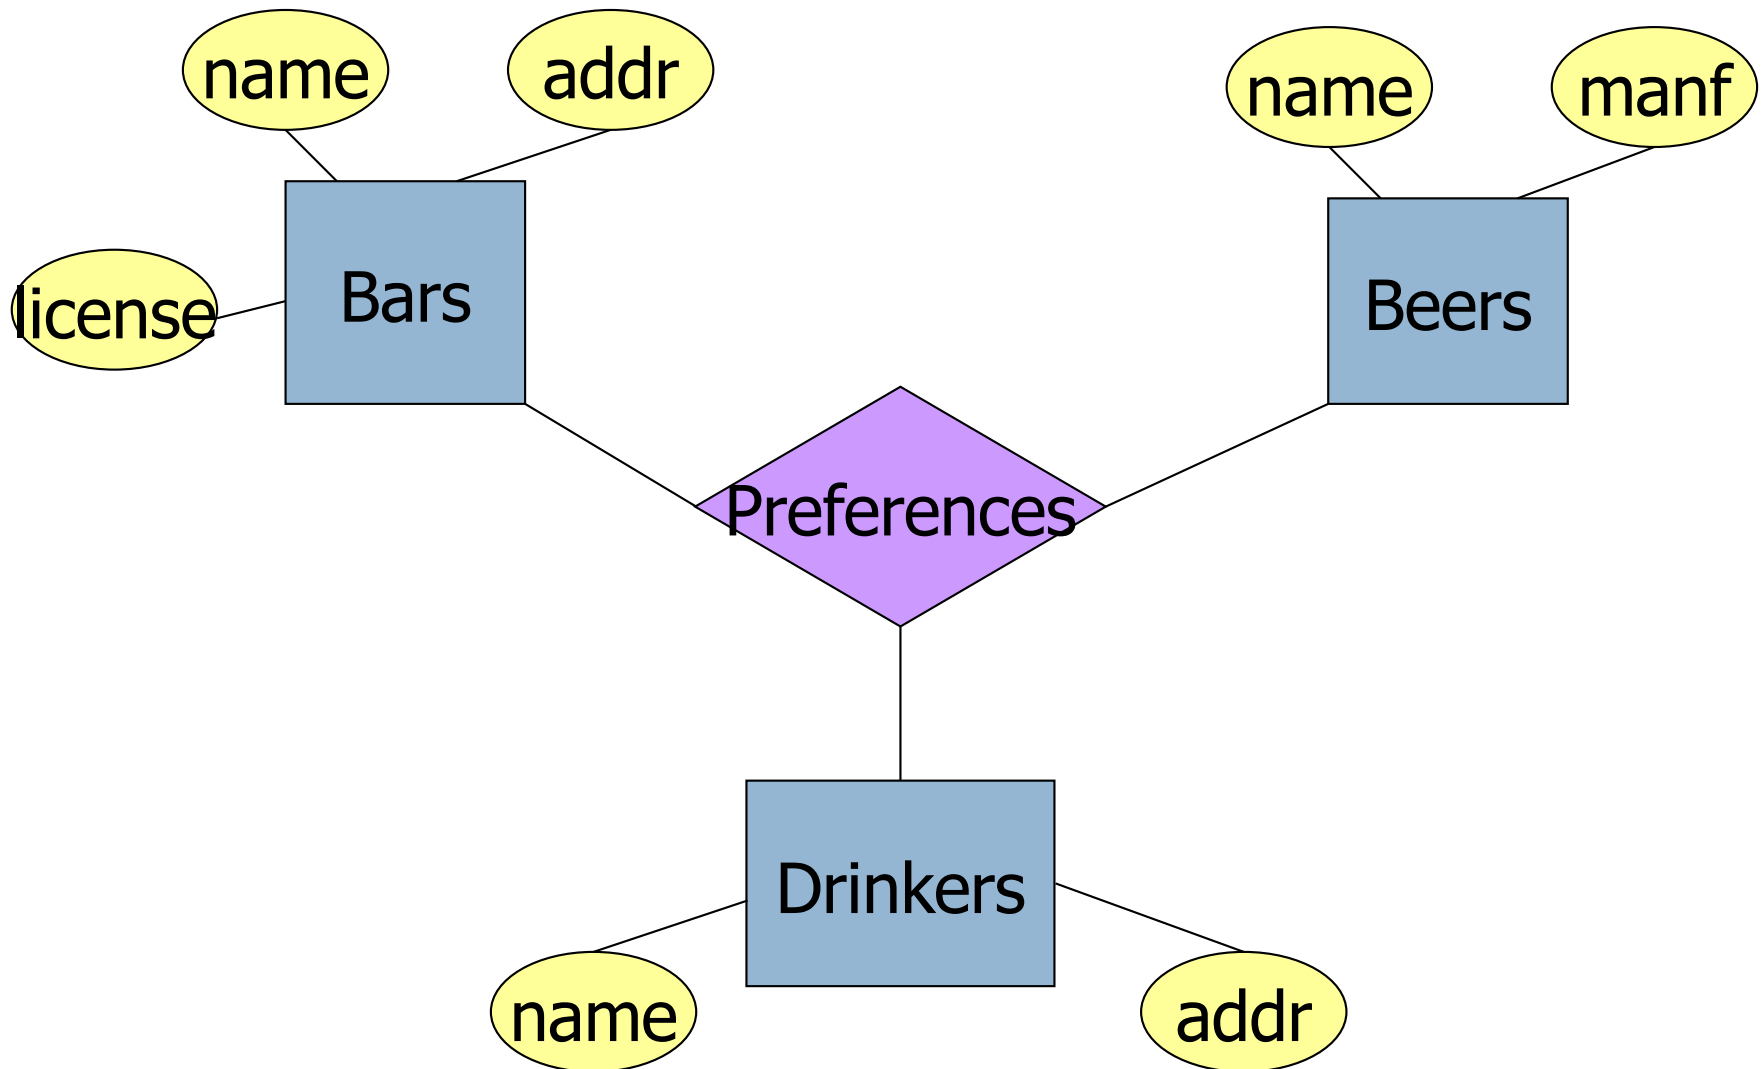 name
addr
name
manf
license
Bars
Beers
Preferences
Drinkers
name
addr